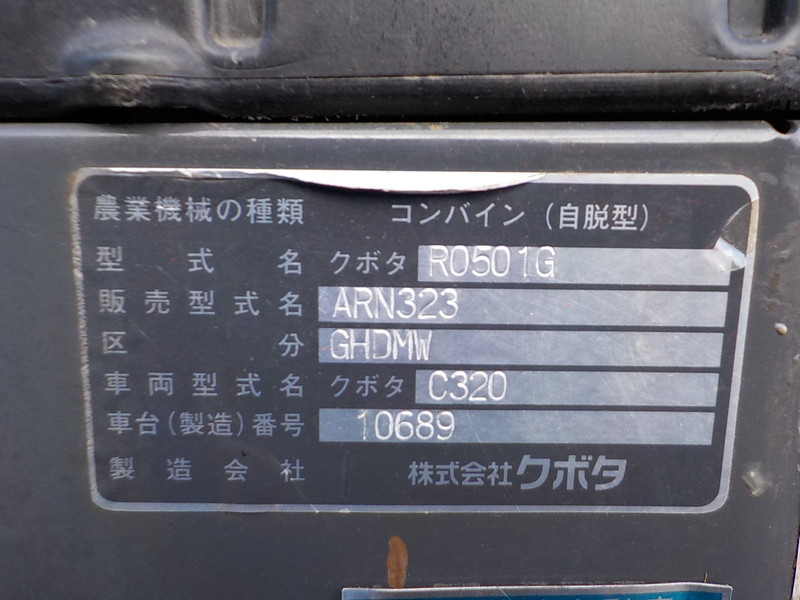 農業機械の種類 コンバイン(自脱型)
型式名 クボタ R0501G
販売型式名 ARN323
区分 GHDMW
車両型式名 クボタ C320
車台(製造)番号 10689
製造会社 株式会社クボタ